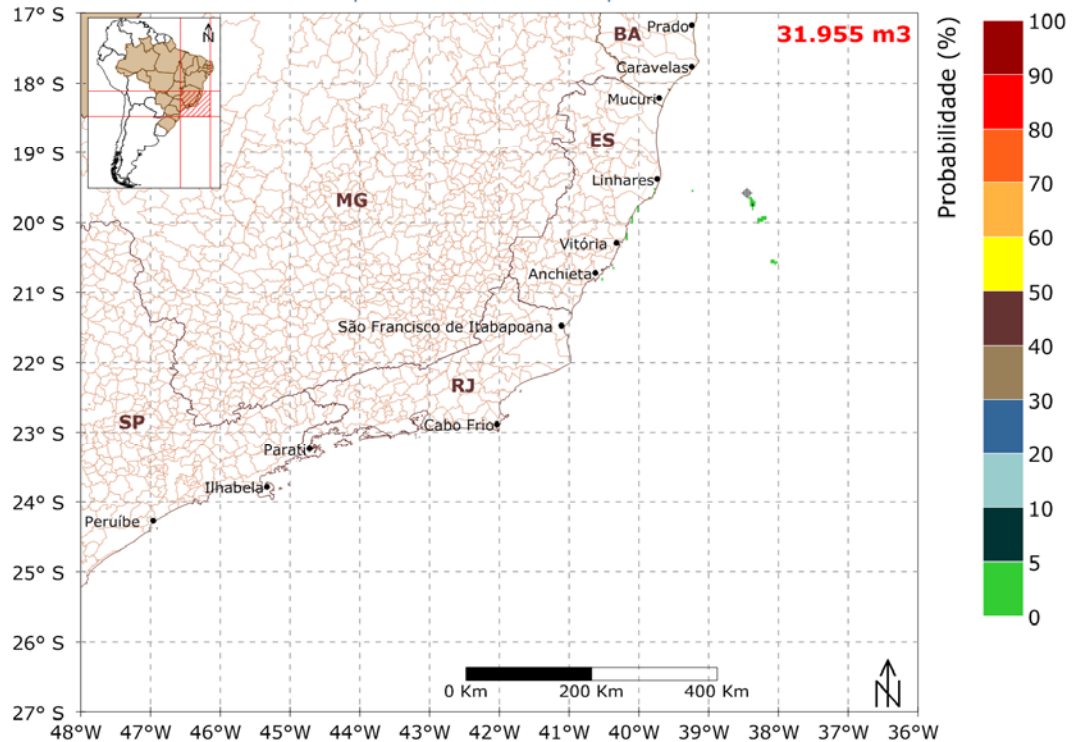 17° S
18° S
19° S
20° S
21° S
22° S
23° S
24° S
25° S
26° S
27° S
48°W
47°W
46°W
45°W
44°W
43°W
42°W
41°W
40°W
39°W
38°W
37°W
36°W
N
31.955 m3
BA
Prado
Caravelas
Mucuri
ES
Linhares
MG
Vitória
Anchieta
São Francisco de Itabapoana
RJ
SP
Cabo Frio
Parati
Ilhabela
Peruíbe
0 Km
200 Km
400 Km
N
Probabilidade (%)
100
90
80
70
60
50
40
30
20
10
5
0